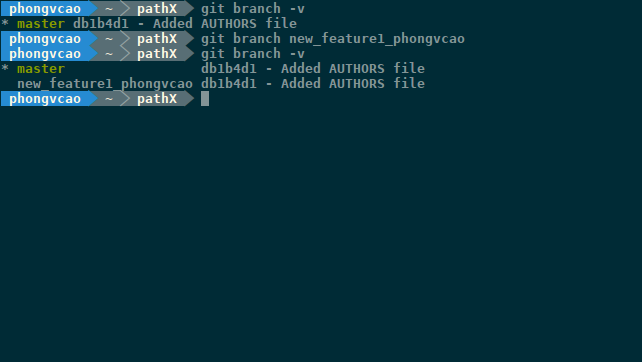 phongvcao ~ pathX git branch -v
* master db1b4d1 - Added AUTHORS file
phongvcao ~ pathX git branch new_feature1_phongvcao
phongvcao ~ pathX git branch -v
* master db1b4d1 - Added AUTHORS file
new_feature1_phongvcao db1b4d1 - Added AUTHORS file
phongvcao ~ pathX